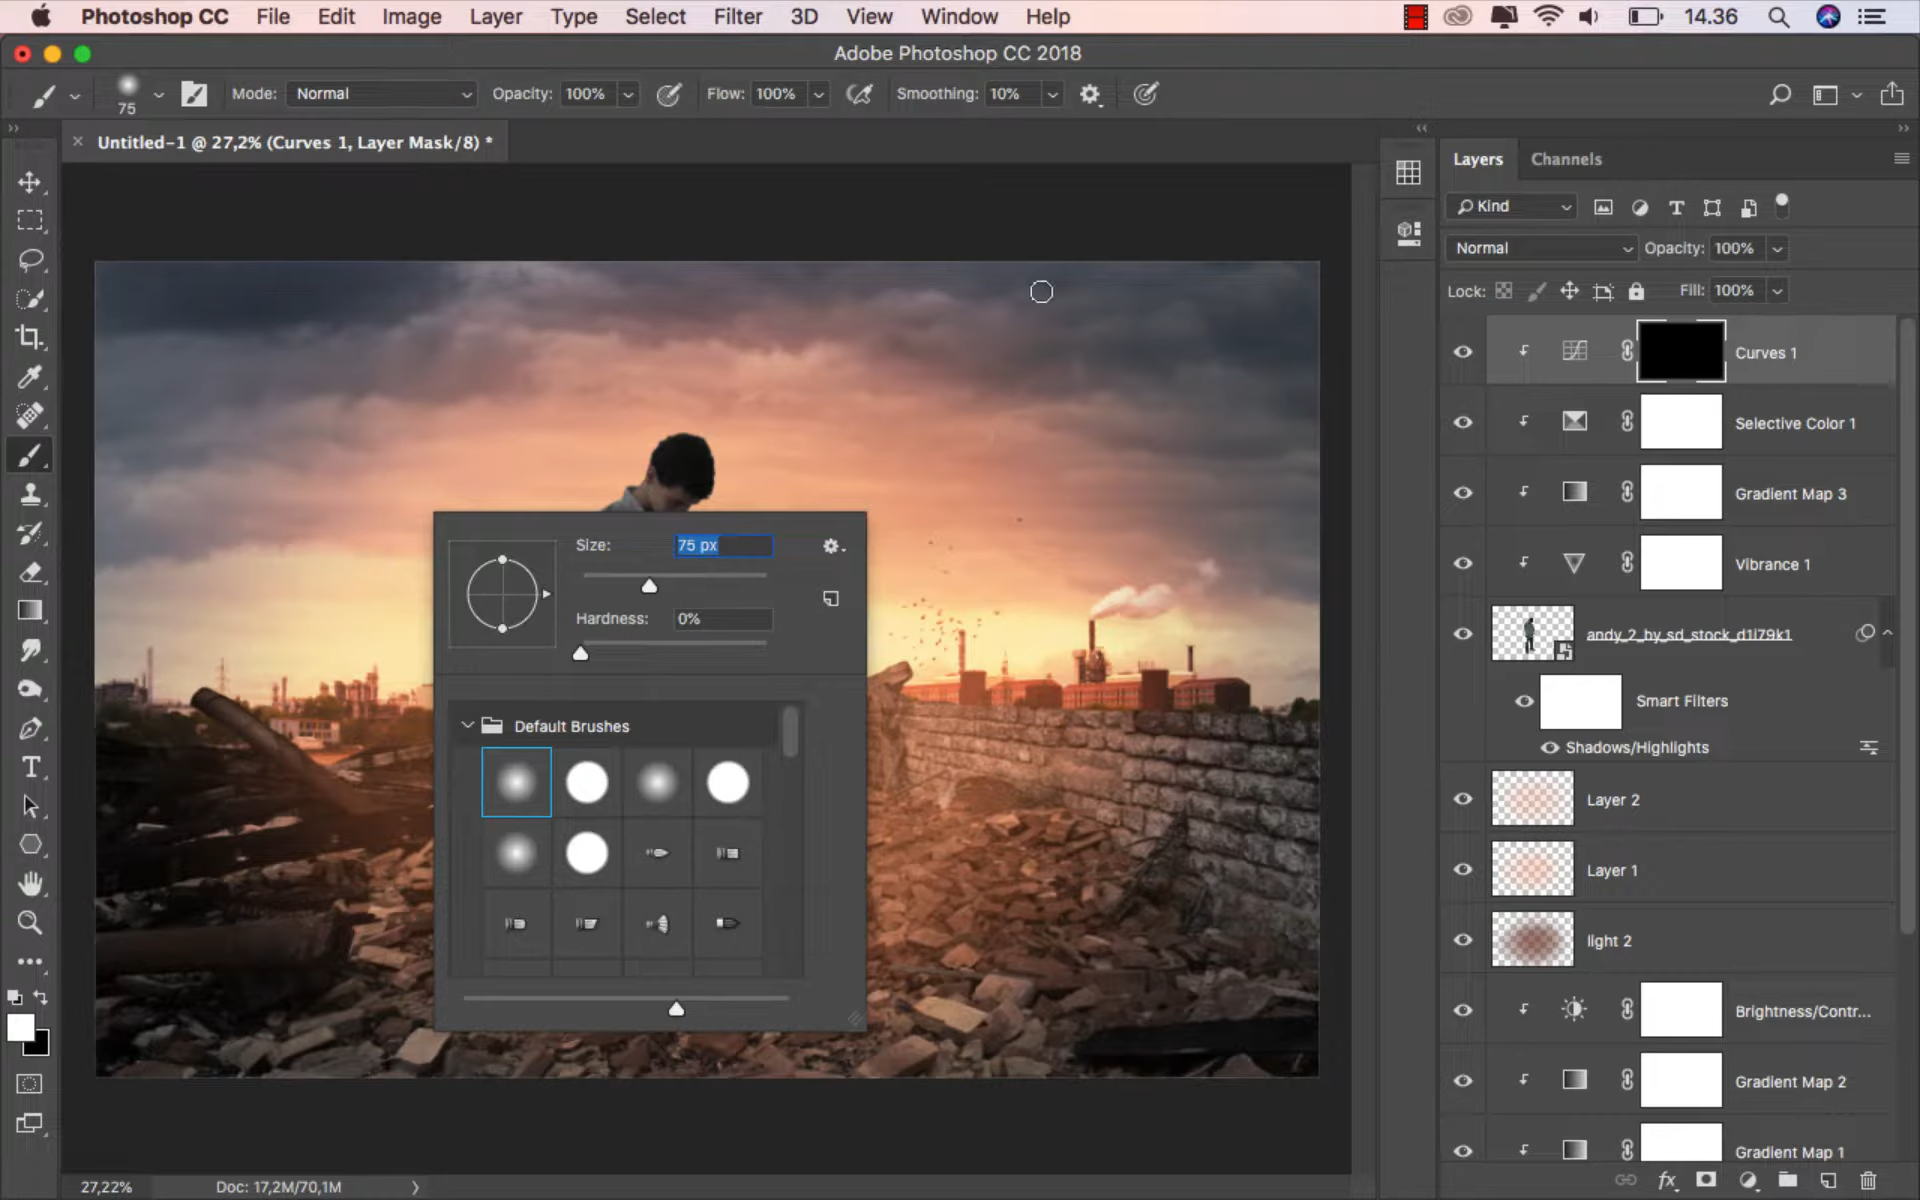 Photoshop CC File Edit Image Layer Type Select Filter 3D View Window Help 14.36
Adobe Photoshop CC 2018
75 Mode: Normal Opacity: 100% Flow: 100% Smoothing: 10%
Untitled-1 @ 27,2% (Curves 1, Layer Mask/8) *
Layers Channels
Kind
Normal Opacity: 100%
Lock: Fill: 100%
Curves 1
Selective Color 1
Gradient Map 3
Vibrance 1
andy_2_by_sd_stock_d1i79k1
Smart Filters
Shadows/Highlights
Layer 2
Layer 1
light 2
Brightness/Contr...
Gradient Map 2
Gradient Map 1
Size: 75 px
Hardness: 0%
Default Brushes
27,22% Doc: 17,2M/70,1M